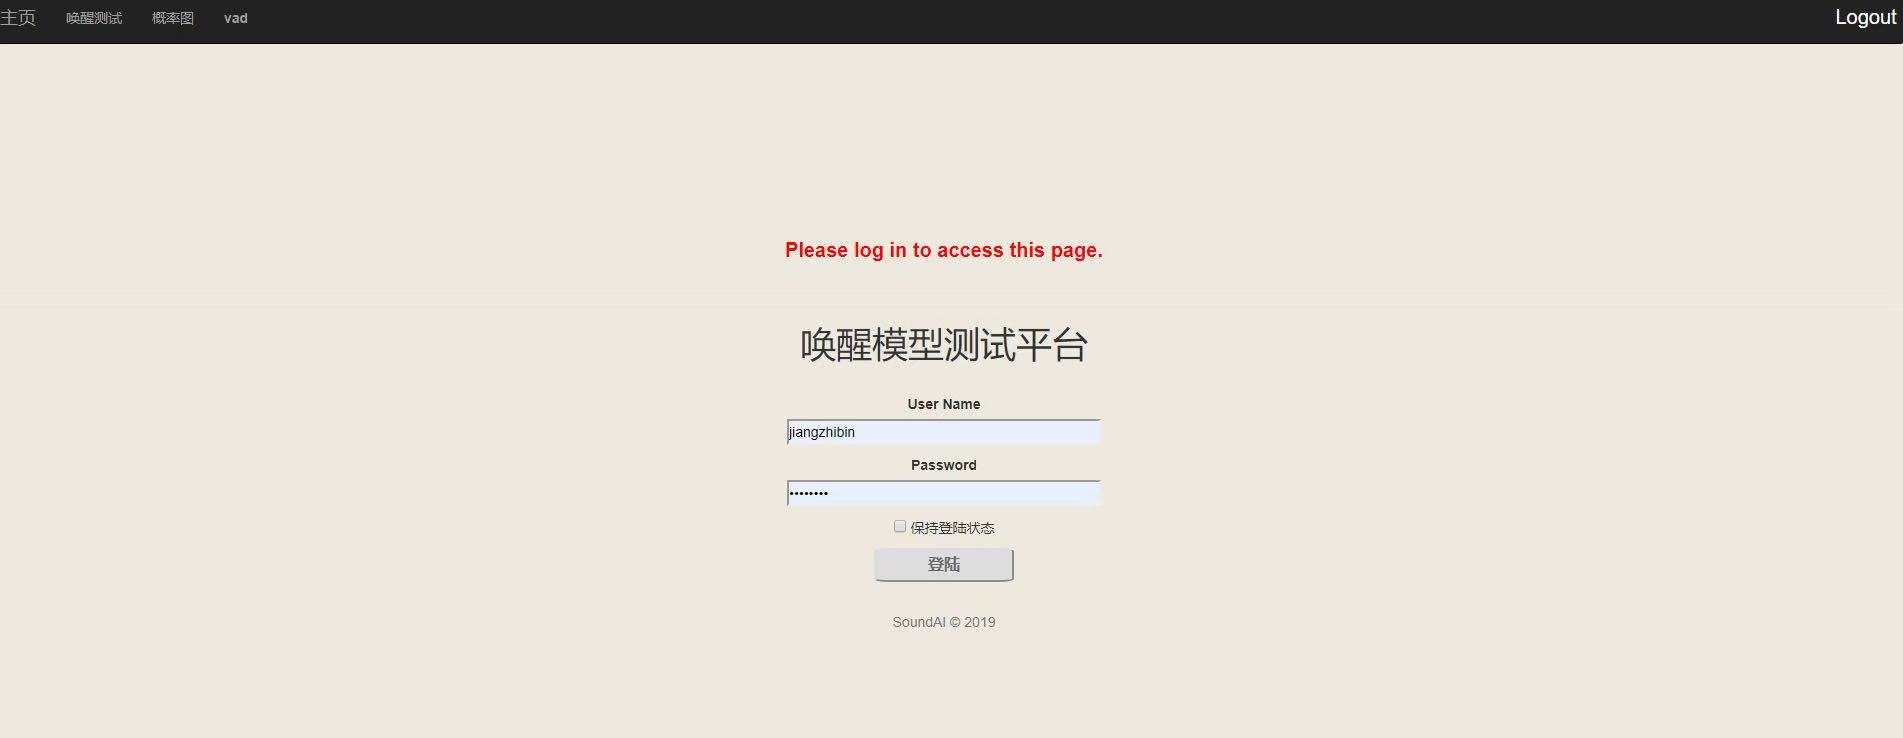 主页 唤醒测试 概率图 vad Logout
Please log in to access this page.
唤醒模型测试平台
User Name
jiangzhibin
Password
••••••••
保持登陆状态
登陆
SoundAI © 2019